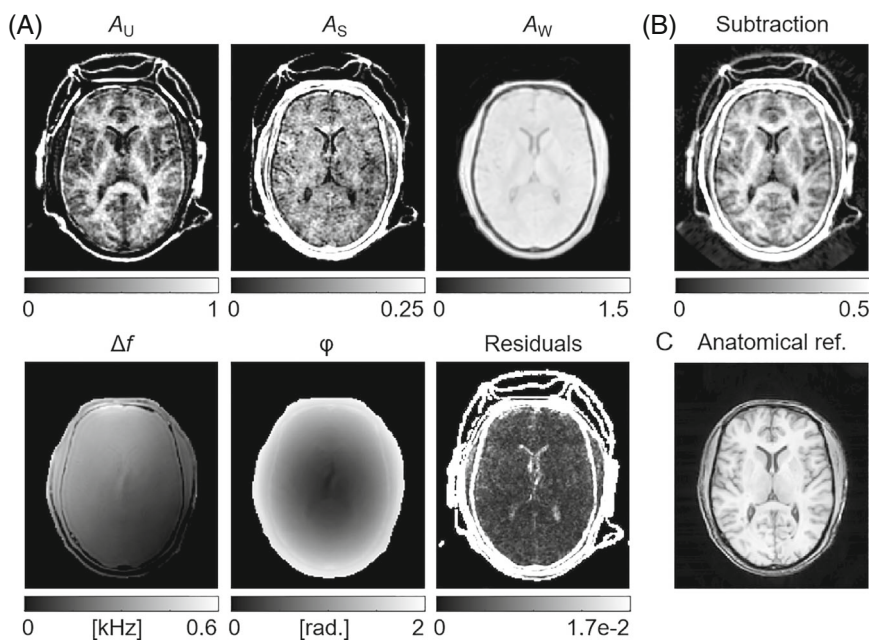 (A) A_U A_S A_W (B) Subtraction
0 1 0 0.25 0 1.5 0 0.5
Δf φ Residuals C Anatomical ref.
0 [kHz] 0.6 0 [rad.] 2 0 1.7e-2